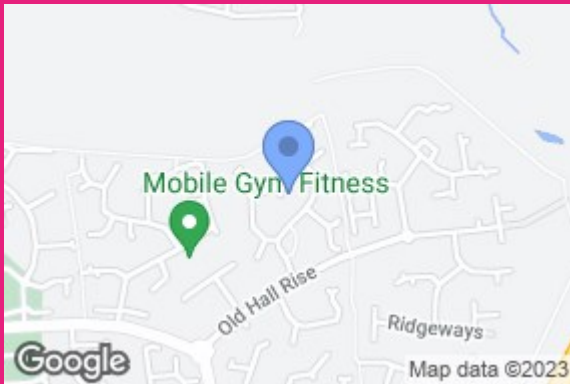 Mobile Gym Fitness
Old Hall Rise
Ridgeways
Google
Map data ©2023